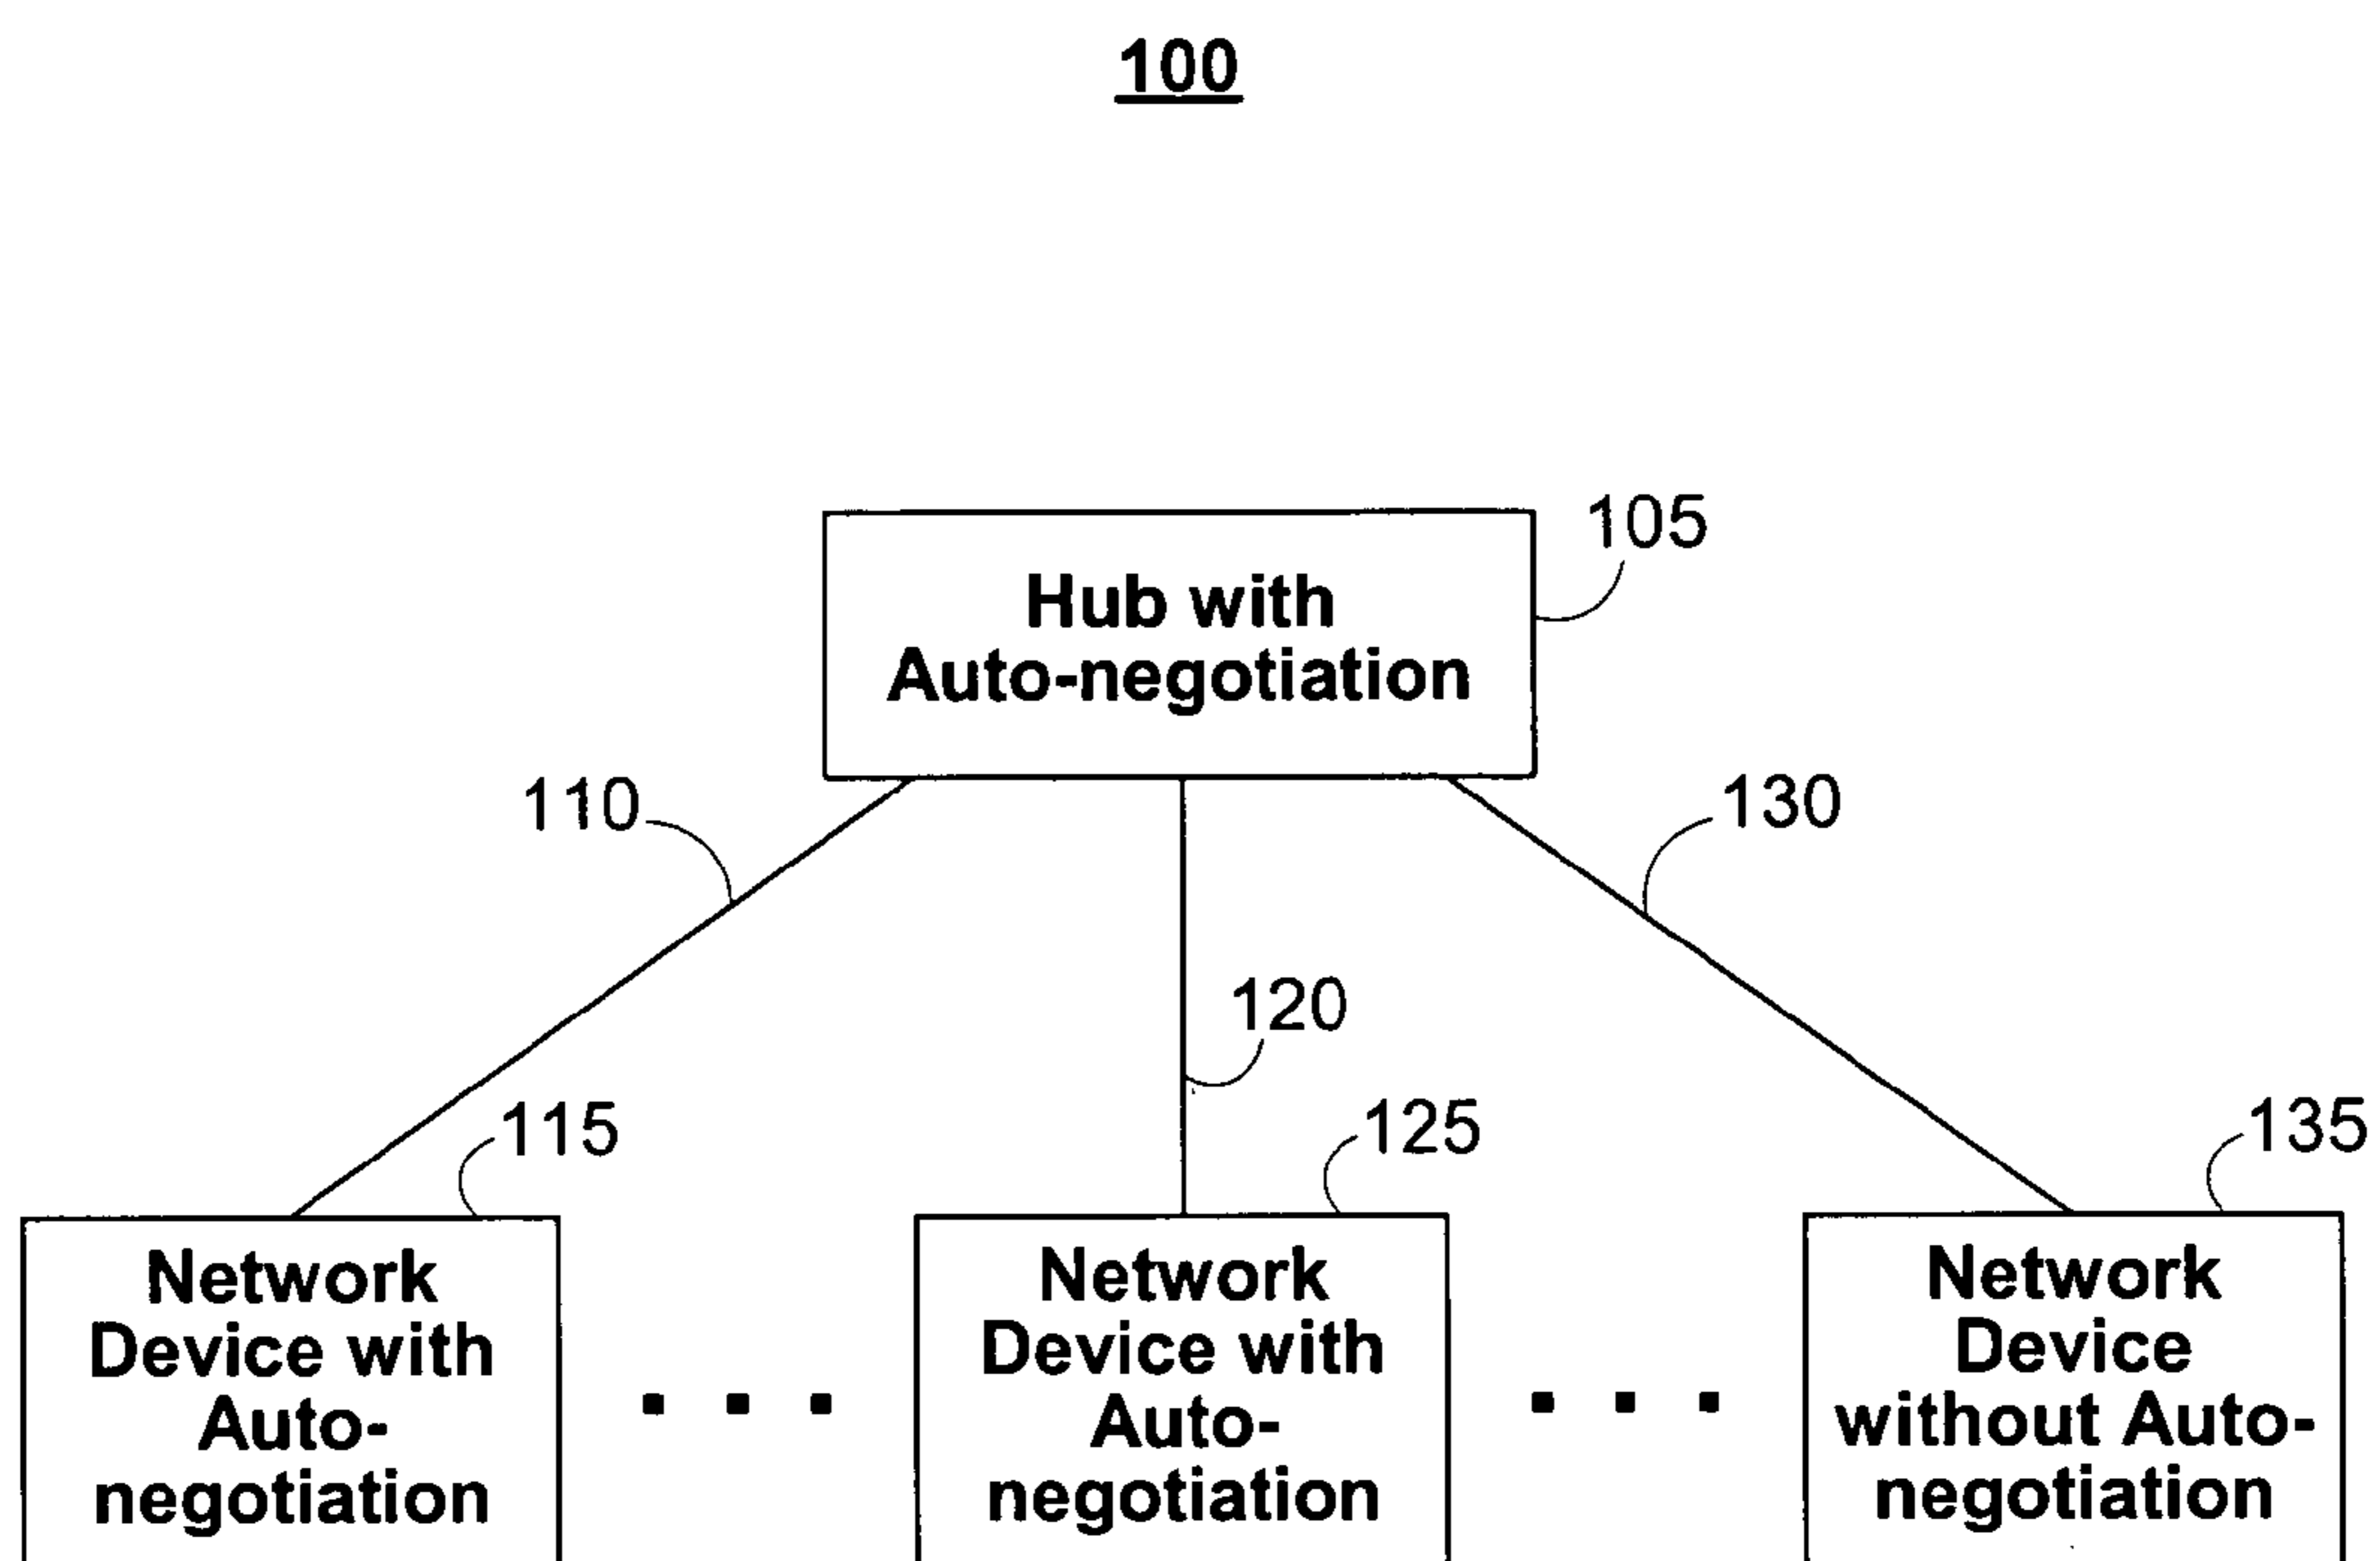 100
105
Hub with
Auto-negotiation
110
130
120
115
125
135
Network
Device with
Auto-
negotiation
Network
Device with
Auto-
negotiation
Network
Device
without Auto-
negotiation